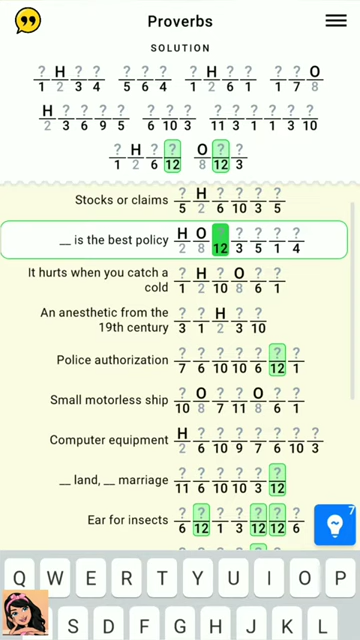 Proverbs
SOLUTION
? H ? ? ? ? ? ? H ? ? ? ? O
1 2 3 4 5 6 4 1 2 6 1 1 7 8
H ? ? ? ? ? ? ? ? ? ? ? ? ?
2 3 6 9 5 6 10 3 11 3 1 1 3 10
? H ? ? O ? ?
1 2 6 12 8 12 3
Stocks or claims ? H ? ? ? ?
5 2 6 10 3 5
__ is the best policy H O ? ? ? ?
2 8 12 3 5 1 4
It hurts when you catch a cold ? H ? O ? ?
1 2 10 8 6 1
An anesthetic from the 19th century ? ? H ? ?
3 1 2 3 10
Police authorization ? ? ? ? ? ? ?
7 6 10 10 6 12 1
Small motorless ship ? O ? ? O ? ?
10 8 7 11 8 6 1
Computer equipment H ? ? ? ? ? ? ?
2 6 10 9 7 6 10 3
__ land, __ marriage ? ? ? ? ? ?
11 6 10 10 3 12
Ear for insects ? ? ? ? ? ? ?
6 12 1 3 12 12 6
7
Q W E R T Y U I O P
S D F G H J K L